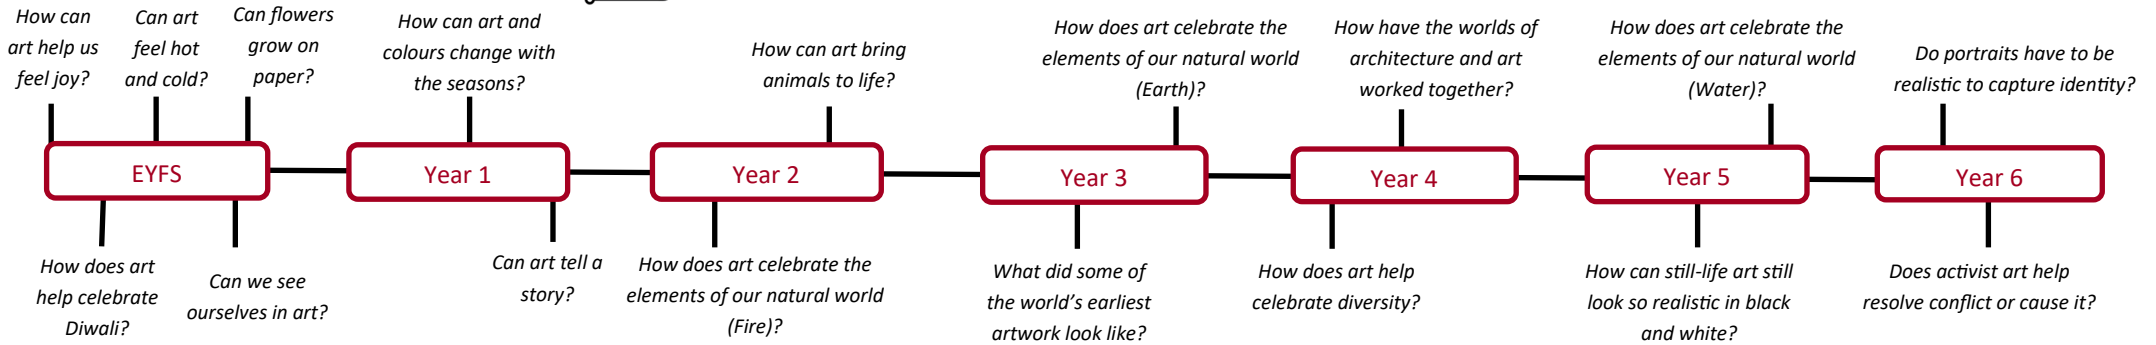 How can
art help us
feel joy?
Can art
feel hot
and cold?
Can flowers
grow on
paper?
How can art and
colours change with
the seasons?
How can art bring
animals to life?
How does art celebrate the
elements of our natural world
(Earth)?
How have the worlds of
architecture and art
worked together?
How does art celebrate the
elements of our natural world
(Water)?
Do portraits have to be
realistic to capture identity?
EYFS
Year 1
Year 2
Year 3
Year 4
Year 5
Year 6
How does art
help celebrate
Diwali?
Can we see
ourselves in art?
Can art tell a
story?
How does art celebrate the
elements of our natural world
(Fire)?
What did some of
the world's earliest
artwork look like?
How does art help
celebrate diversity?
How can still-life art still
look so realistic in black
and white?
Does activist art help
resolve conflict or cause it?